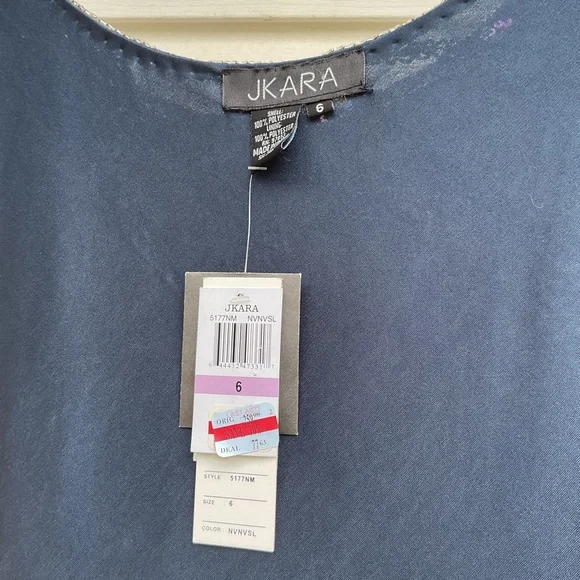 JKARA
6
SHELL:
100% POLYESTER
LINING:
100% POLYESTER
MADE
JKARA
5177NM NVNVSL
6
ORIG.
DEAL
STYLE : 5177NM
SIZE : 6
COLOR: NVNVSL